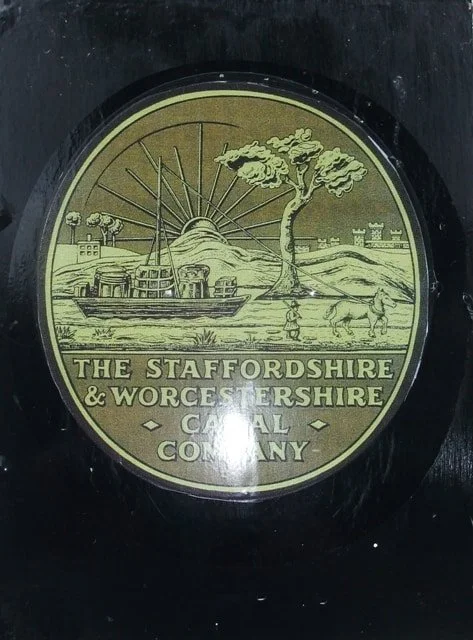 THE STAFFORDSHIRE
& WORCESTERSHIRE
CANAL
COMPANY